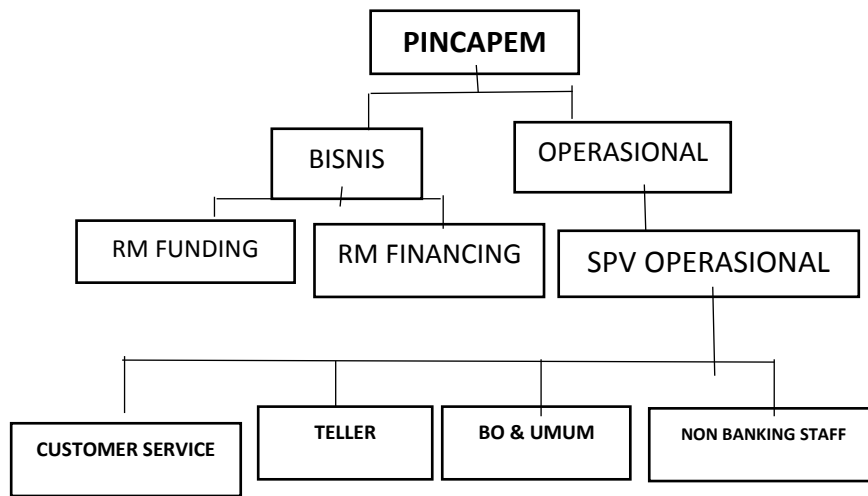 PINCAPEM
BISNIS
OPERASIONAL
RM FUNDING
RM FINANCING
SPV OPERASIONAL
CUSTOMER SERVICE
TELLER
BO & UMUM
NON BANKING STAFF